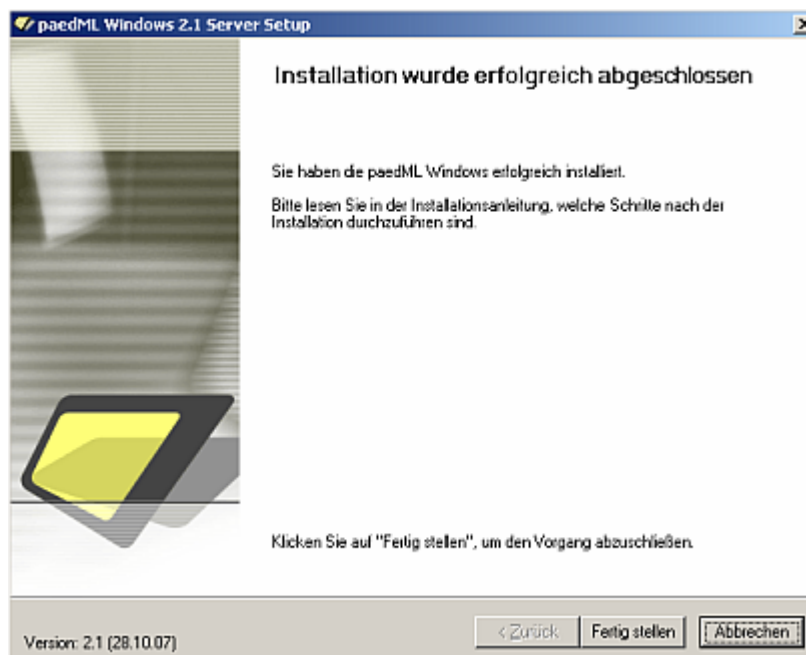 paedML Windows 2.1 Server Setup
Installation wurde erfolgreich abgeschlossen
Sie haben die paedML Windows erfolgreich installiert.
Bitte lesen Sie in der Installationsanleitung, welche Schritte nach der
Installation durchzuführen sind.
Klicken Sie auf "Fertig stellen", um den Vorgang abzuschließen.
Version: 2.1 (28.10.07)
< Zurück
Fertig stellen
Abbrechen